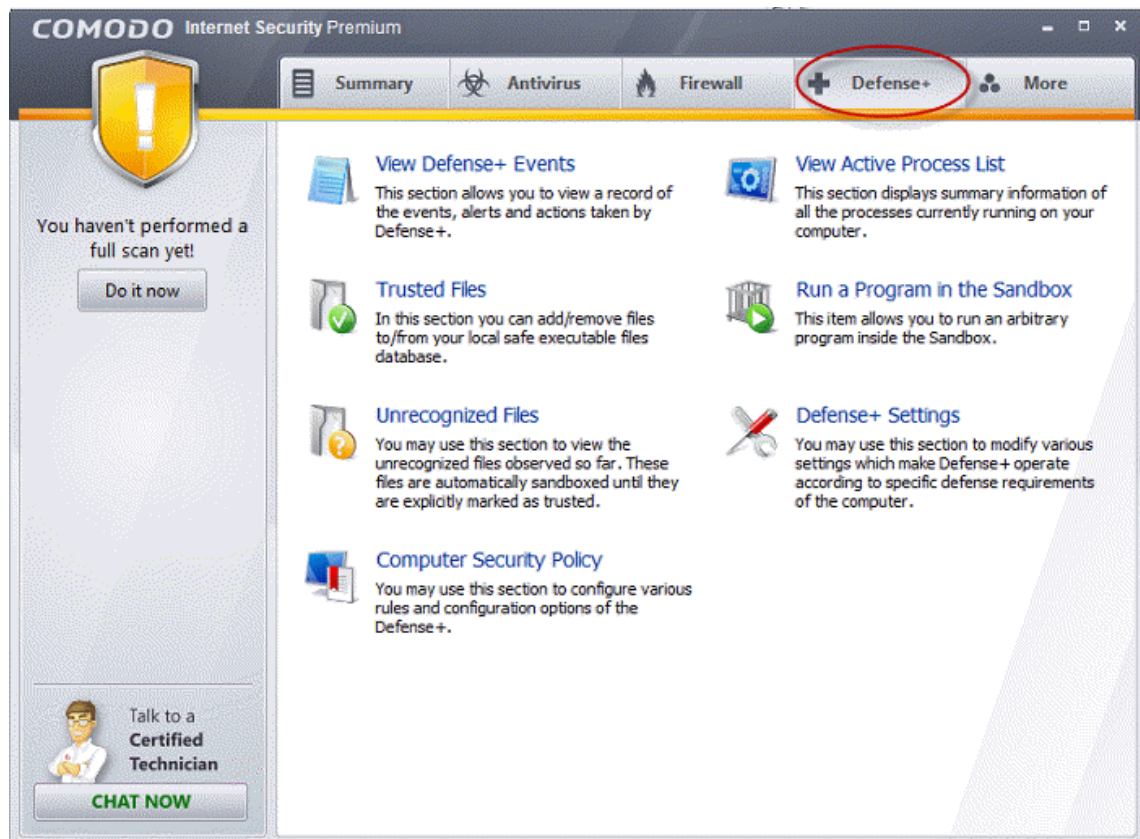 COMODO Internet Security Premium
Summary
Antivirus
Firewall
Defense+
More
You haven't performed a
full scan yet!
Do it now
View Defense+ Events
This section allows you to view a record of
the events, alerts and actions taken by
Defense+.
View Active Process List
This section displays summary information of
all the processes currently running on your
computer.
Trusted Files
In this section you can add/remove files
to/from your local safe executable files
database.
Run a Program in the Sandbox
This item allows you to run an arbitrary
program inside the Sandbox.
Unrecognized Files
You may use this section to view the
unrecognized files observed so far. These
files are automatically sandboxed until they
are explicitly marked as trusted.
Defense+ Settings
You may use this section to modify various
settings which make Defense+ operate
according to specific defense requirements
of the computer.
Computer Security Policy
You may use this section to configure various
rules and configuration options of the
Defense+.
Talk to a
Certified
Technician
CHAT NOW